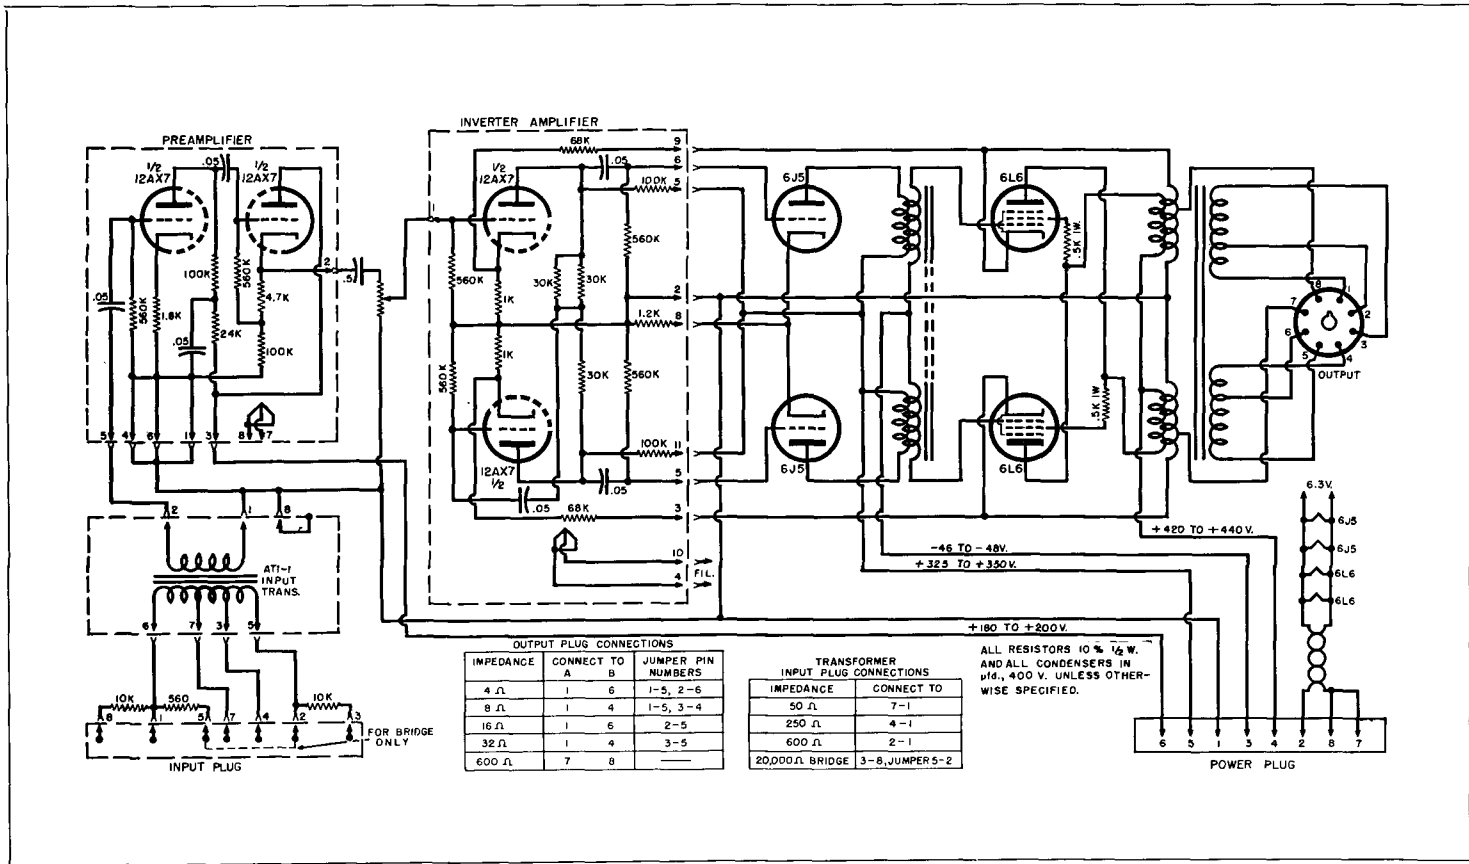 PREAMPLIFIER
1/2
12AX7
.05
1/2
12AX7
100K
560K
4.7K
.05
560K
1.8K
.05
24K
100K
2
.5
5 4 6 1 3 8 7
2 1 8
ATI-1
INPUT
TRANS.
6 7 3 5
10K 560 10K
8 1 5 7 4 2 3
FOR BRIDGE
ONLY
INPUT PLUG
INVERTER AMPLIFIER
68K
9
1/2
12AX7
.05
6
100K
5
1
560K
560K
30K
30K
1K
2
1.2K
8
1K
560K
30K
560K
100K
11
12AX7
1/2
.05
5
.05
68K
3
10
4
FIL.
6J5
6L6
.5K 1W.
6J5
6L6
.5K 1W
8 1
7 2
6 3
5 4
OUTPUT
6.3V.
6J5
6J5
6L6
6L6
+420 TO +440V.
-46 TO -48V.
+325 TO +350V.
+180 TO +200V.
ALL RESISTORS 10% 1/2 W.
AND ALL CONDENSERS IN
µfd., 400 V. UNLESS OTHER-
WISE SPECIFIED.
6 5 1 3 4 2 8 7
POWER PLUG
OUTPUT PLUG CONNECTIONS
IMPEDANCE CONNECT TO JUMPER PIN
A B NUMBERS
4 Ω 1 6 1-5, 2-6
8 Ω 1 4 1-5, 3-4
16 Ω 1 6 2-5
32 Ω 1 4 3-5
600 Ω 7 8 ——
TRANSFORMER
INPUT PLUG CONNECTIONS
IMPEDANCE CONNECT TO
50 Ω 7-1
250 Ω 4-1
600 Ω 2-1
20,000Ω BRIDGE 3-8, JUMPER 5-2